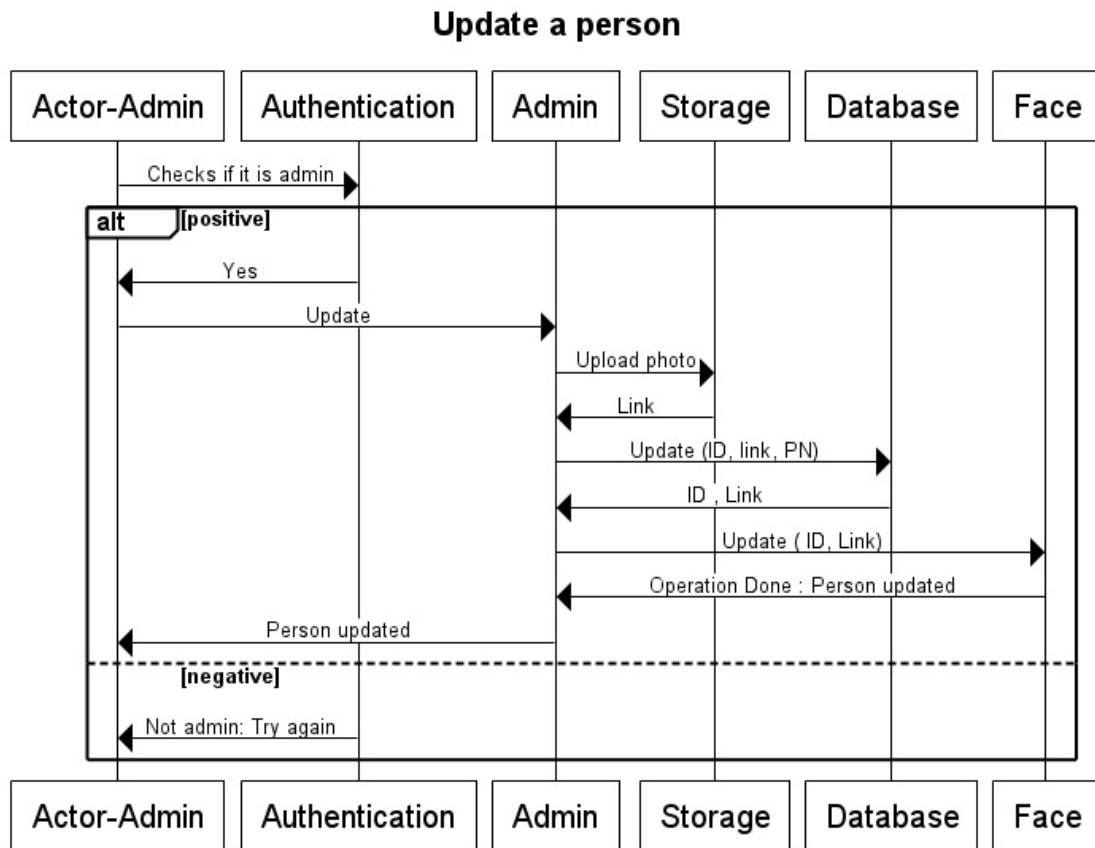 Update a person
Actor-Admin Authentication Admin Storage Database Face
Checks if it is admin
alt [positive]
Yes
Update
Upload photo
Link
Update (ID, link, PN)
ID , Link
Update ( ID, Link)
Operation Done : Person updated
Person updated
[negative]
Not admin: Try again
Actor-Admin Authentication Admin Storage Database Face